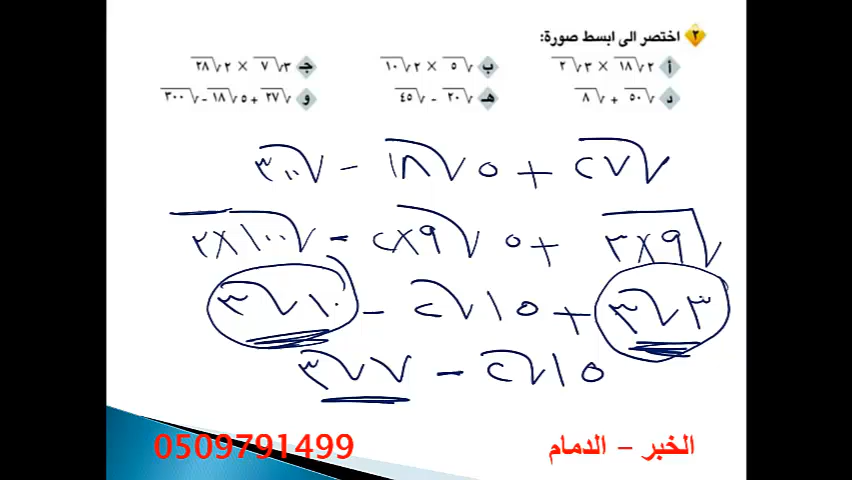 ٢ اختصر الى ابسط صورة:
أ ٢√١٨ × ٣√٢ ب √٥ × ٢√١٠ جـ ٣√٧ × ٢√٢٨
د √٥٠ + √٨ هـ √٢٠ - √٤٥ و √٢٧ + ٥√١٨ - √٣٠٠
√٢٧ + ٥√١٨ - √٣٠٠
√٩×٣ + ٥√٩×٢ - √١٠٠×٣
٣√٣ + ١٥√٢ - ١٠√٣
١٥√٢ - ٧√٣
الخبر – الدمام 0509791499